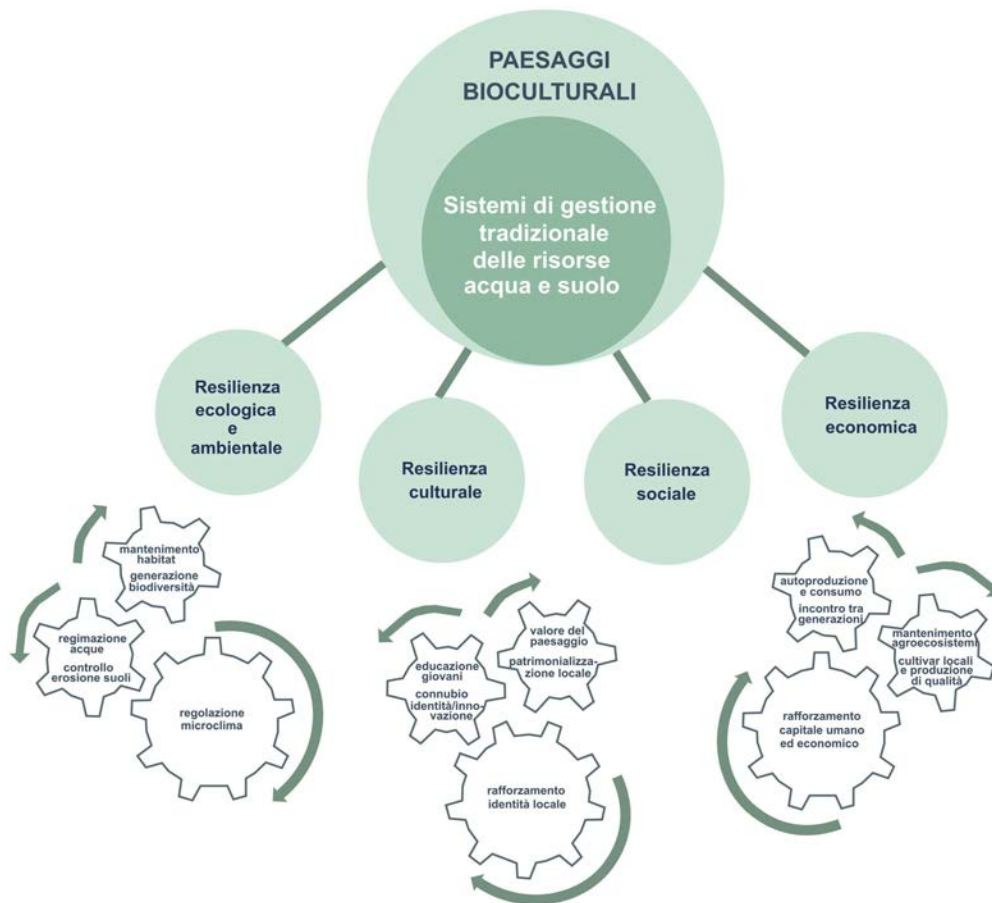 PAESAGGI
BIOCULTURALI
Sistemi di gestione
tradizionale
delle risorse
acqua e suolo
Resilienza
ecologica
e
ambientale
Resilienza
culturale
Resilienza
sociale
Resilienza
economica
mantenimento
habitat
generazione
biodiversità
regimazione
acque
controllo
erosione suoli
regolazione
microclima
educazione
giovani
connubio
identità/inno-
vazione
valore del
paesaggio
patrimonializza-
zione locale
rafforzamento
identità locale
autoproduzione
e consumo
incontro tra
generazioni
mantenimento
agroecosistemi
cultivar locali
e produzione
di qualità
rafforzamento
capitale umano
ed economico